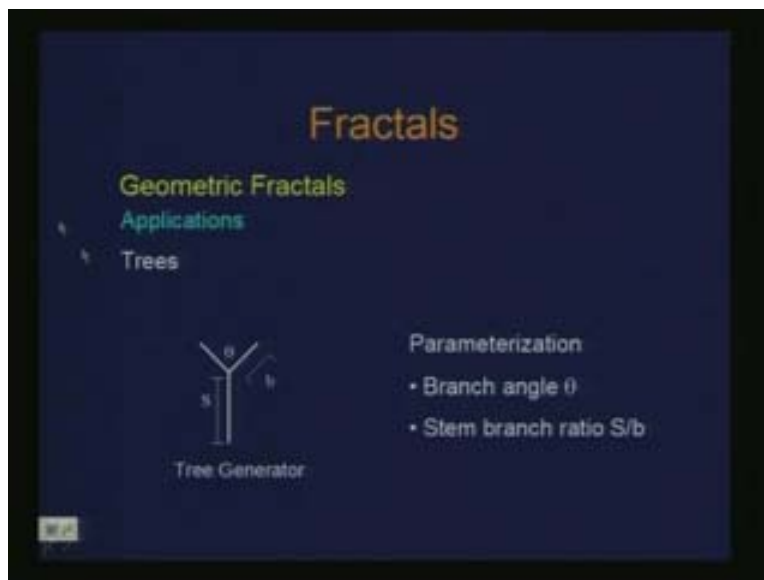 Fractals
Geometric Fractals
Applications
Trees
θ
b
S
Parameterization
• Branch angle θ
• Stem branch ratio S/b
Tree Generator